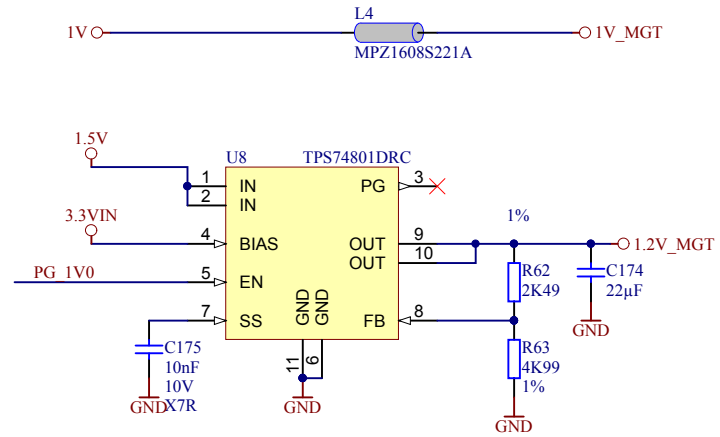 L4
1V
1V_MGT
MPZ1608S221A
1.5V
U8
TPS74801DRC
1
IN
PG
3
2
IN
1%
3.3VIN
4
BIAS
OUT
9
1.2V_MGT
OUT
10
PG_1V0
5
EN
R62
2K49
C174
22µF
7
SS
GND
GND
FB
8
GND
C175
10nF
10V
X7R
11
6
R63
4K99
1%
GND
GND
GND